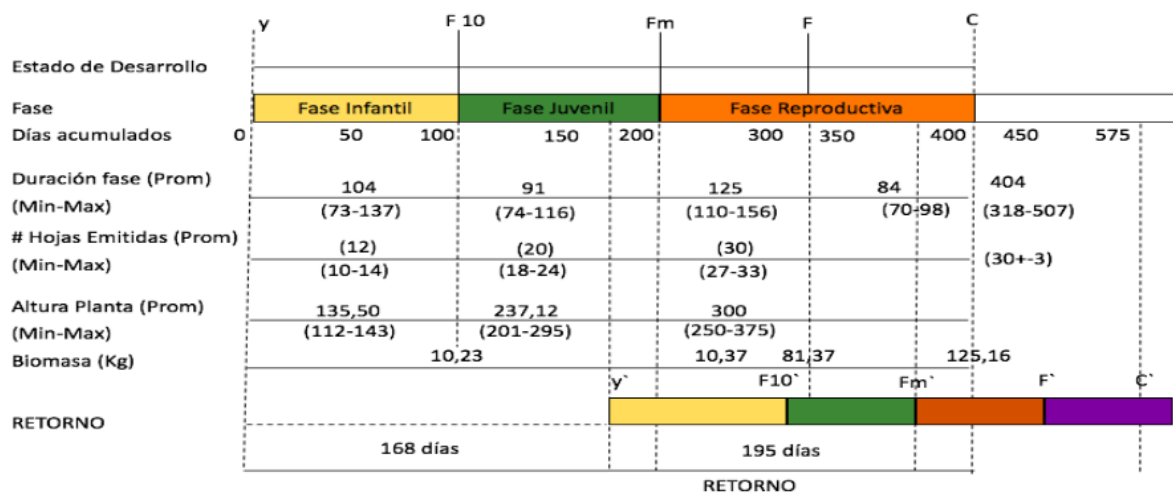 y F 10 Fm F C
Estado de Desarrollo
Fase Fase Infantil Fase Juvenil Fase Reproductiva
Días acumulados 0 50 100 150 200 300 350 400 450 575
Duración fase (Prom) 104 91 125 84 404
(Min-Max) (73-137) (74-116) (110-156) (70-98) (318-507)
# Hojas Emitidas (Prom) (12) (20) (30)
(Min-Max) (10-14) (18-24) (27-33) (30+-3)
Altura Planta (Prom) 135,50 237,12 300
(Min-Max) (112-143) (201-295) (250-375)
Biomasa (Kg) 10,23 10,37 81,37 125,16
y` F10` Fm` F` C`
RETORNO
168 días 195 días
RETORNO